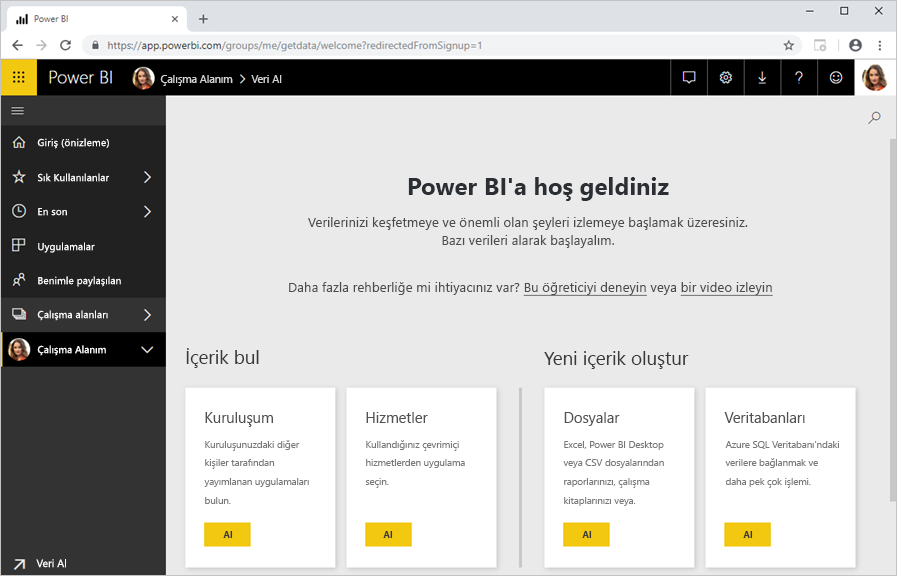 Power BI
https://app.powerbi.com/groups/me/getdata/welcome?redirectedFromSignup=1
Power BI Çalışma Alanım > Veri Al
?
Giriş (önizleme)
Sık Kullanılanlar
En son
Uygulamalar
Benimle paylaşılan
Çalışma alanları
Çalışma Alanım
Veri Al
Power BI'a hoş geldiniz
Verilerinizi keşfetmeye ve önemli olan şeyleri izlemeye başlamak üzeresiniz.
Bazı verileri alarak başlayalım.
Daha fazla rehberliğe mi ihtiyacınız var? Bu öğreticiyi deneyin veya bir video izleyin
İçerik bul
Kuruluşum
Kuruluşunuzdaki diğer
kişiler tarafından
yayımlanan uygulamaları
bulun.
Al
Hizmetler
Kullandığınız çevrimiçi
hizmetlerden uygulama
seçin.
Al
Yeni içerik oluştur
Dosyalar
Excel, Power BI Desktop
veya CSV dosyalarından
raporlarınızı, çalışma
kitaplarınızı veya.
Al
Veritabanları
Azure SQL Veritabanı'ndaki
verilere bağlanmak ve
daha pek çok işlemi.
Al